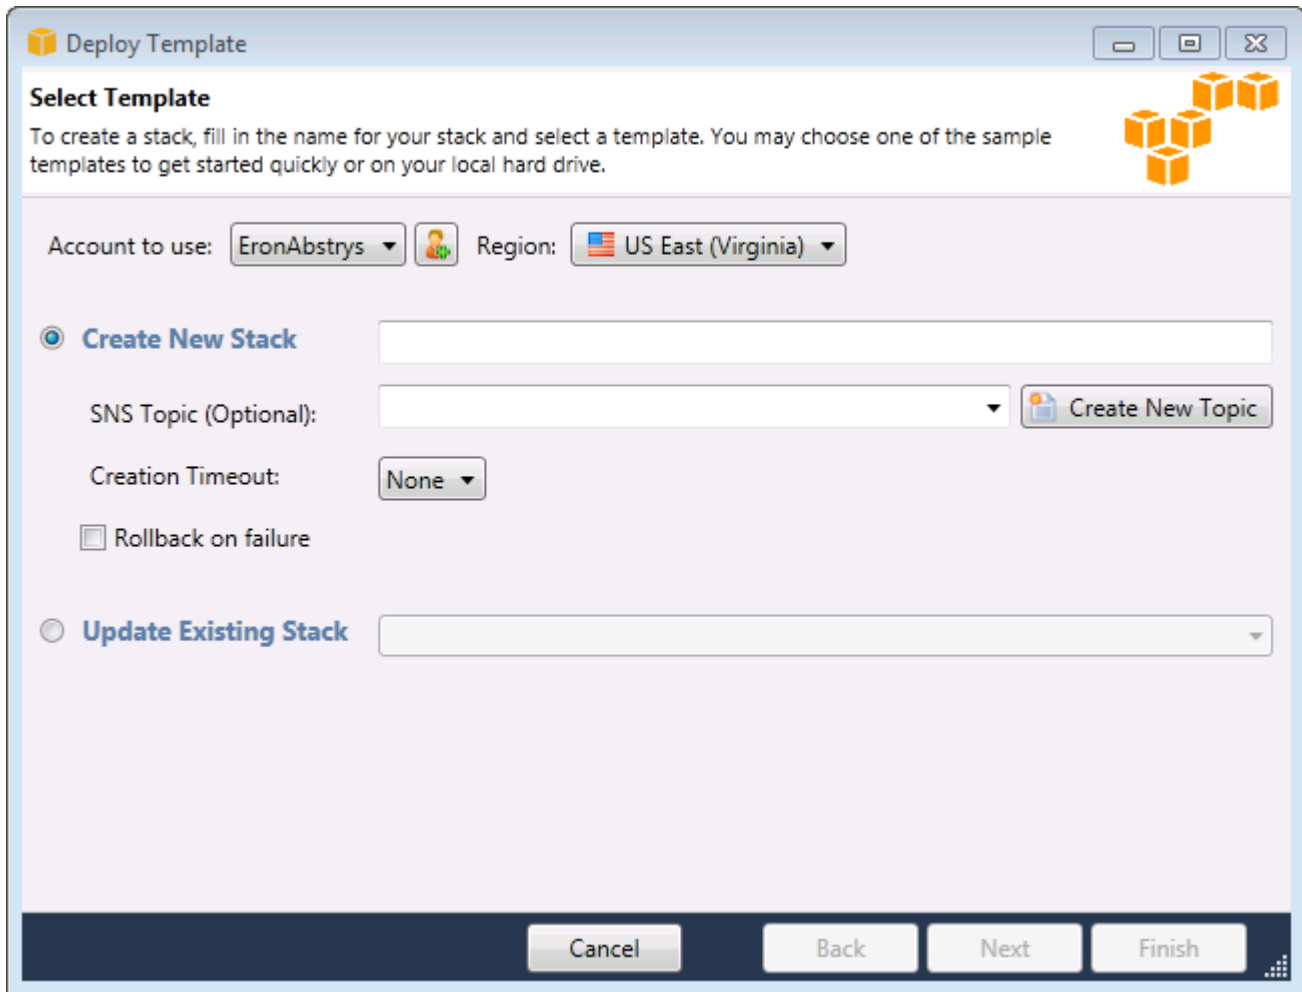 Deploy Template
Select Template
To create a stack, fill in the name for your stack and select a template. You may choose one of the sample
templates to get started quickly or on your local hard drive.
Account to use: EronAbstrys Region: US East (Virginia)
Create New Stack
SNS Topic (Optional): Create New Topic
Creation Timeout: None
Rollback on failure
Update Existing Stack
Cancel Back Next Finish